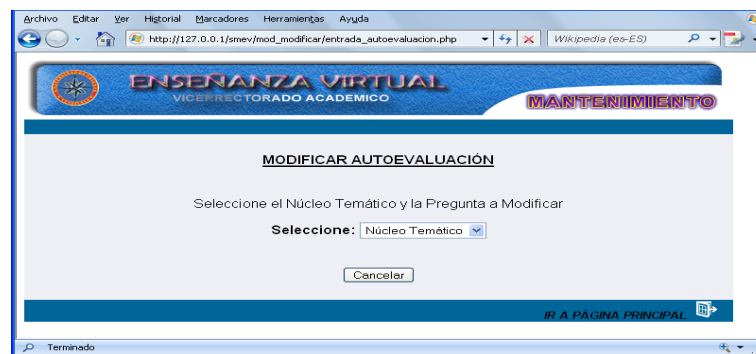 Archivo Editar Ver Historial Marcadores Herramientas Ayuda
http://127.0.0.1/smev/mod_modificar/entrada_autoevaluacion.php Wikipedia (es-ES)
ENSEÑANZA VIRTUAL
VICERRECTORADO ACADEMICO
MANTENIMIENTO
MODIFICAR AUTOEVALUACIÓN
Seleccione el Núcleo Temático y la Pregunta a Modificar
Seleccione: Núcleo Temático
Cancelar
IR A PÁGINA PRINCIPAL
Terminado